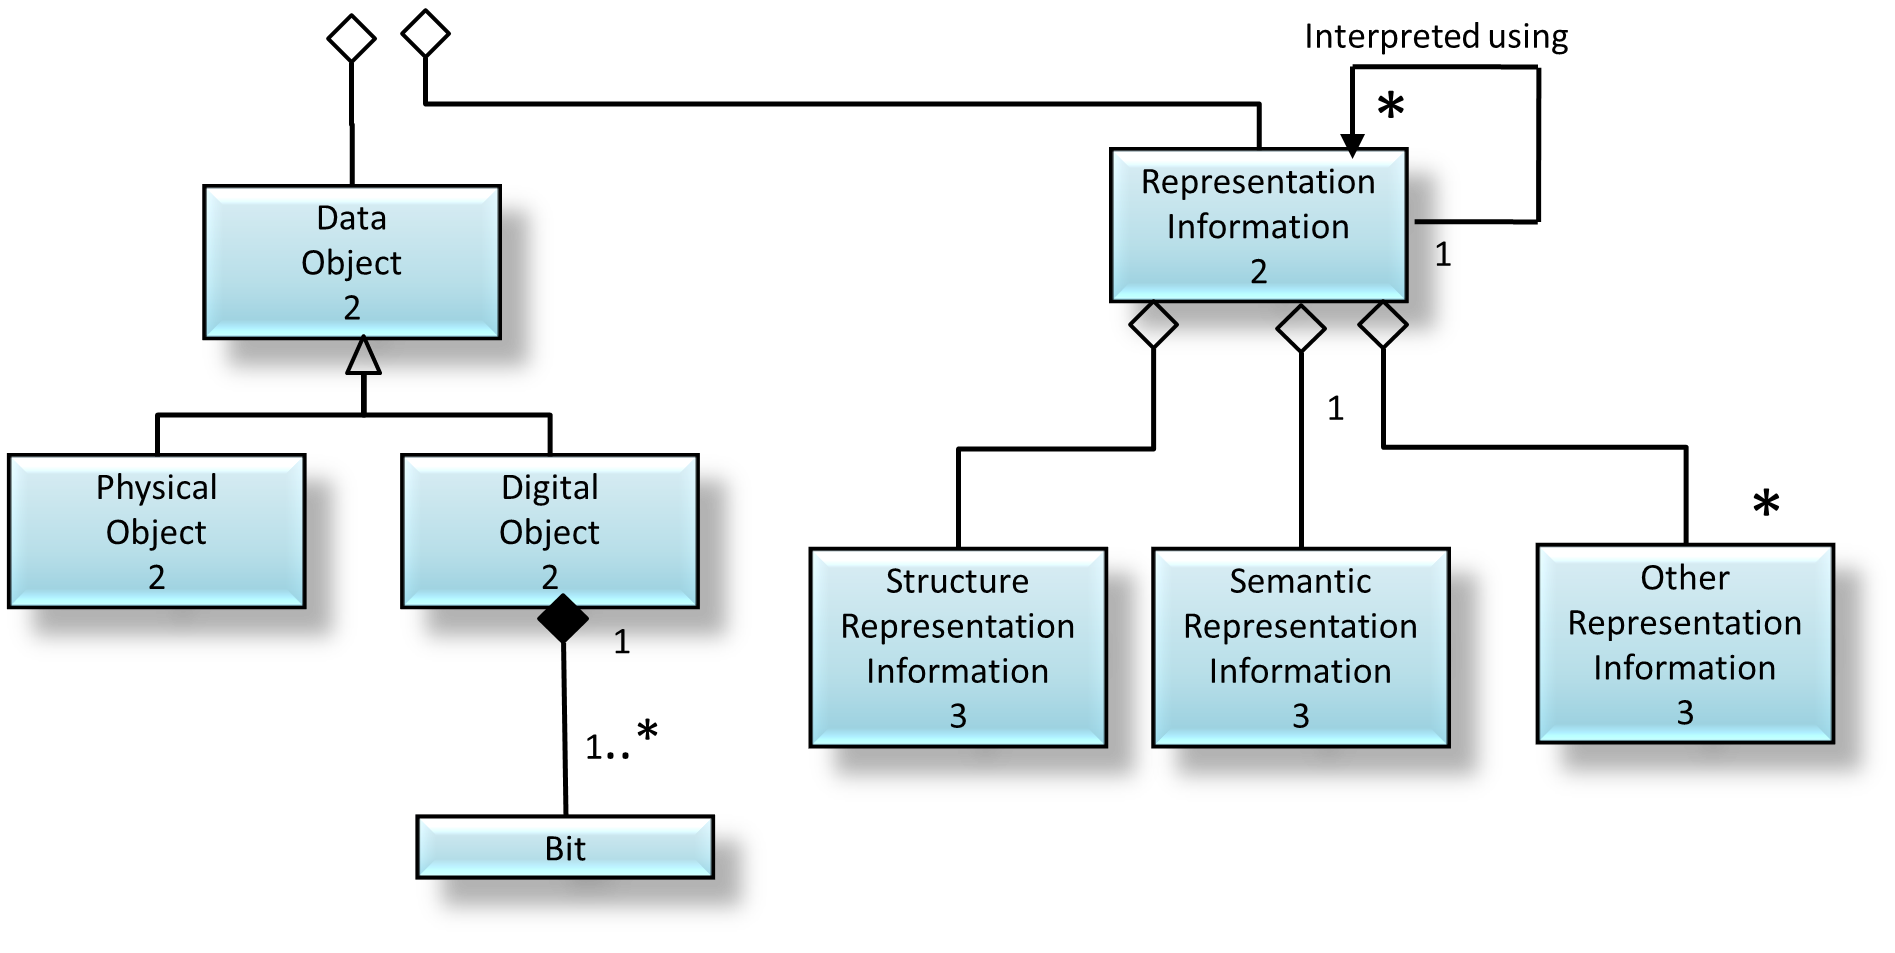 Interpreted using
*
Representation
Information
2
1
Data
Object
2
Physical
Object
2
Digital
Object
2
1
1..*
Bit
1
*
Structure
Representation
Information
3
Semantic
Representation
Information
3
Other
Representation
Information
3